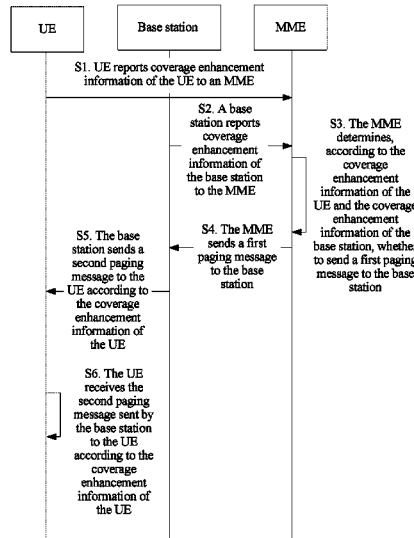 UE
Base station
MME
S1. UE reports coverage enhancement
information of the UE to an MME
S2. A base
station reports
coverage
enhancement
information of
the base station
to the MME
S3. The MME
determines,
according to the
coverage
enhancement
information of the
UE and the coverage
enhancement
information of the
base station, whether
to send a first paging
message to the base
station
S4. The MME
sends a first
paging message
to the base
station
S5. The base
station sends a
second paging
message to the
UE according to
the coverage
enhancement
information of
the UE
S6. The UE
receives the
second paging
message sent by
the base station
to the UE
according to the
coverage
enhancement
information of
the UE